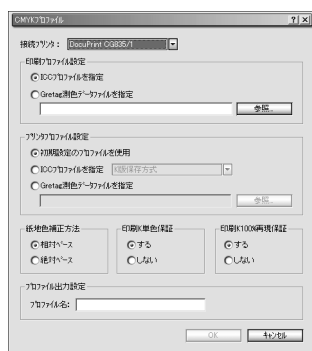 CMYKプロファイル
接続プリンタ: DocuPrint CG835/1
印刷プロファイル設定
ICCプロファイルを指定
Gretag測色データファイルを指定
参照...
プリンタプロファイル設定
初期設定のプロファイルを使用
ICCプロファイルを指定 K版保存方式
Gretag測色データファイルを指定
参照...
紙地色補正方法 印刷K単色保証 印刷K100%再現保証
相対ベース する する
絶対ベース しない しない
プロファイル出力設定
プロファイル名:
OK キャンセル